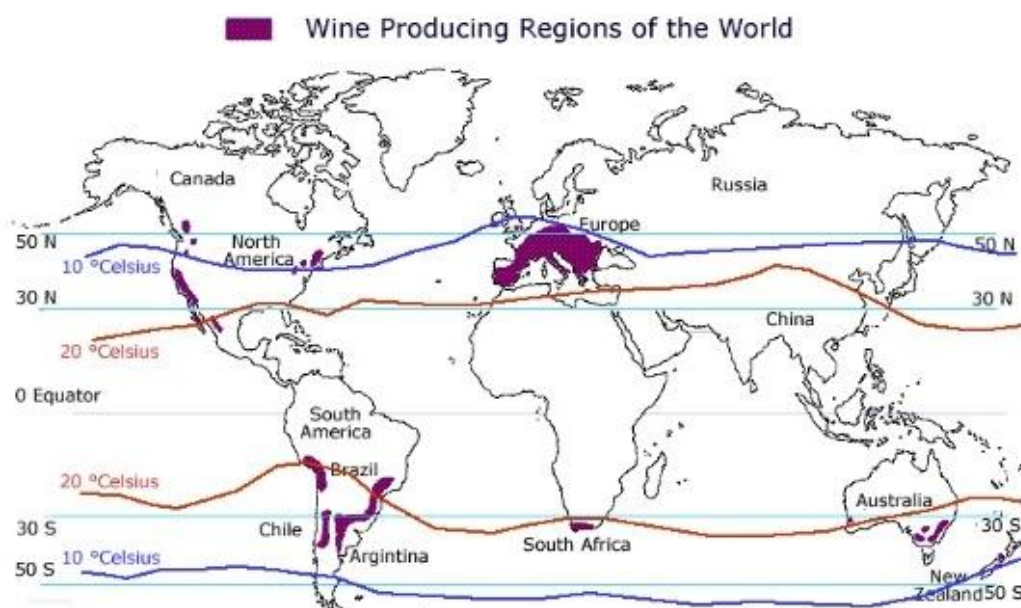 Wine Producing Regions of the World
Canada
Russia
Europe
50 N
North
America
50 N
10 °Celsius
30 N
30 N
China
20 °Celsius
0 Equator
South
America
Brazil
20 °Celsius
Australia
30 S
Chile
30 S
South Africa
Argintina
10 °Celsius
50 S
New
Zealand
50 S